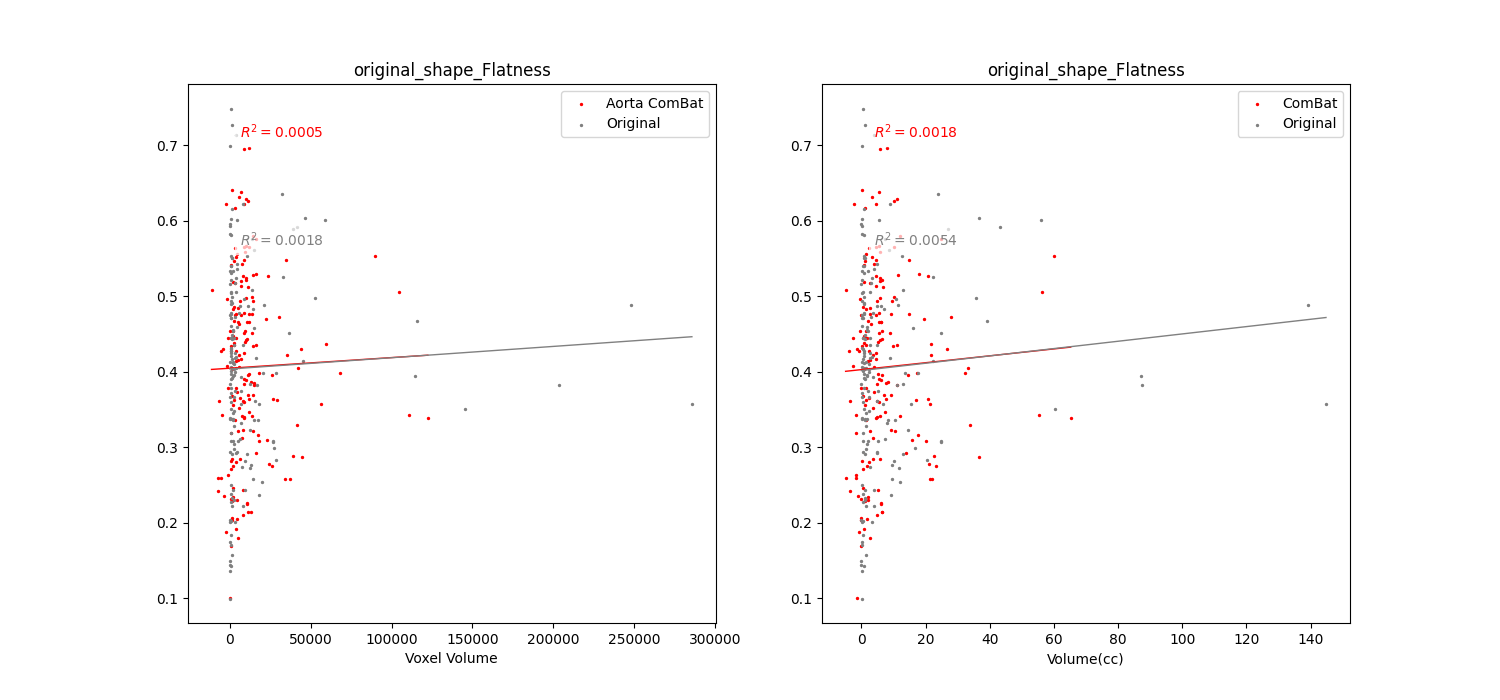 original_shape_Flatness
Aorta ComBat
Original
R² = 0.0005
R² = 0.0018
0.7
0.6
0.5
0.4
0.3
0.2
0.1
0 50000 100000 150000 200000 250000 300000
Voxel Volume
original_shape_Flatness
ComBat
Original
R² = 0.0018
R² = 0.0054
0.7
0.6
0.5
0.4
0.3
0.2
0.1
0 20 40 60 80 100 120 140
Volume(cc)